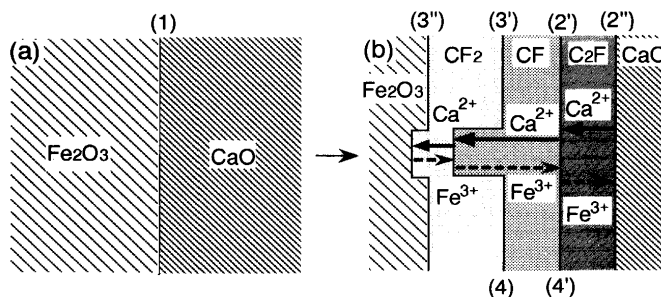 (a)
(1)
Fe2O3
CaO
(b)
(3'') (3') (2') (2'')
CF2 CF C2F CaO
Fe2O3
Ca2+ Ca2+ Ca2+
Fe3+ Fe3+ Fe3+
(4) (4')